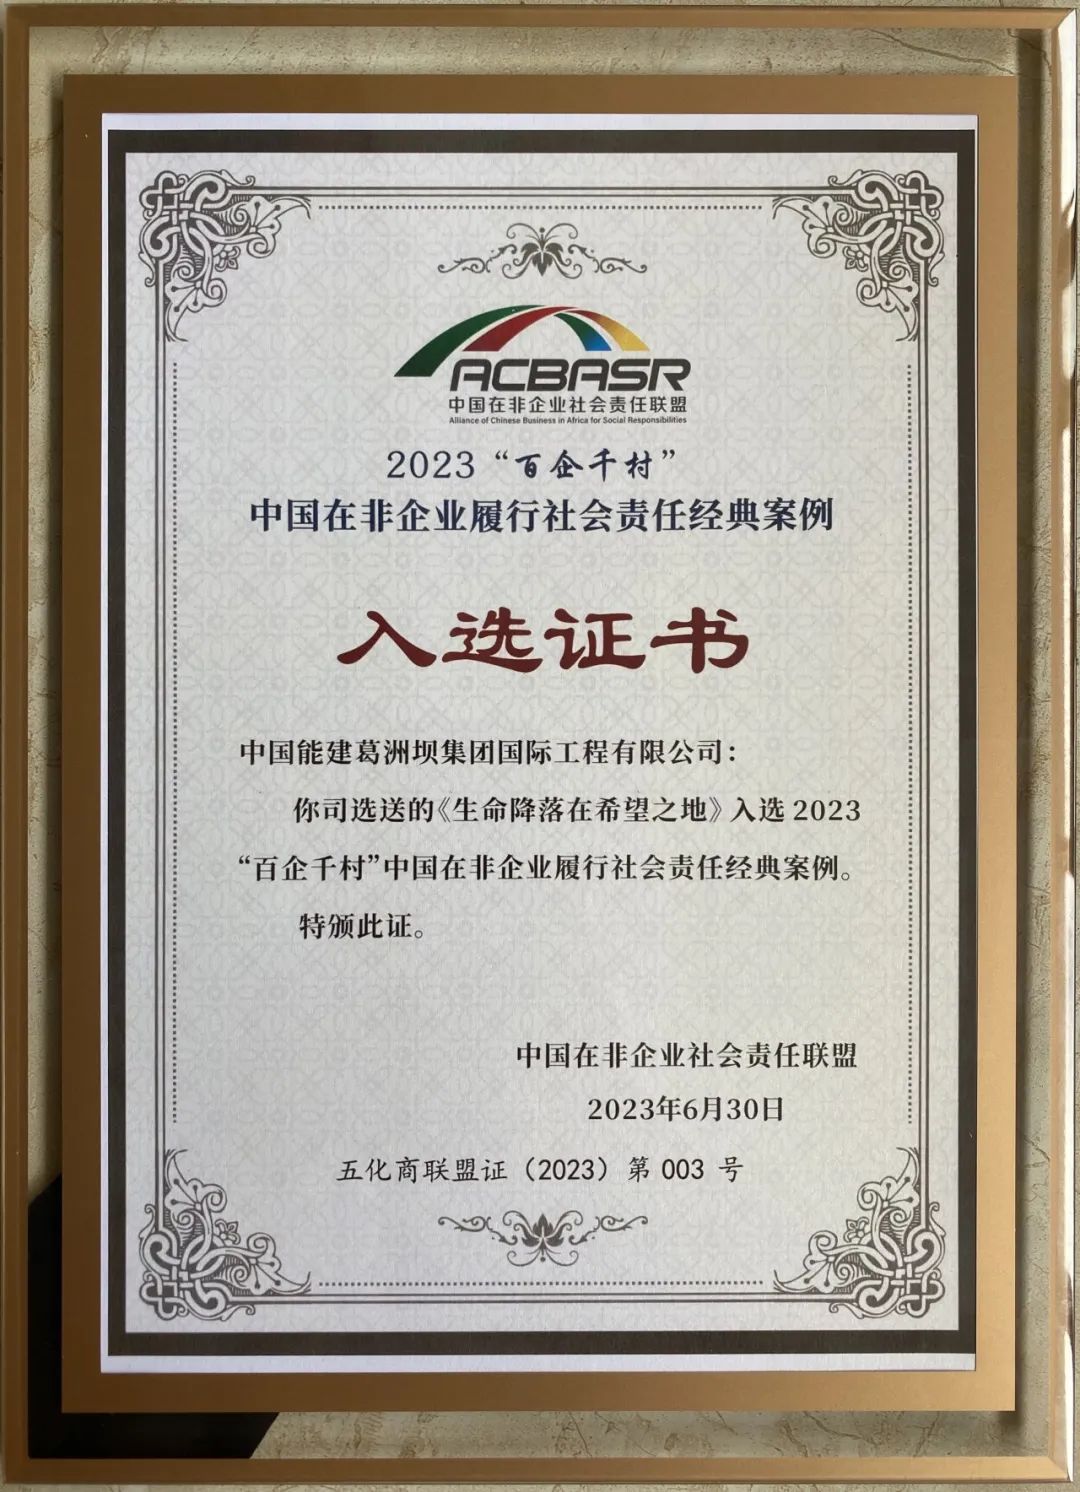 ACBASR
中国在非企业社会责任联盟
Alliance of Chinese Business in Africa for Social Responsibilities
2023“百企千村”
中国在非企业履行社会责任经典案例
入选证书
中国能建葛洲坝集团国际工程有限公司：
你司选送的《生命降落在希望之地》入选 2023
“百企千村”中国在非企业履行社会责任经典案例。
特颁此证。
中国在非企业社会责任联盟
2023年6月30日
五化商联盟证（2023）第 003 号